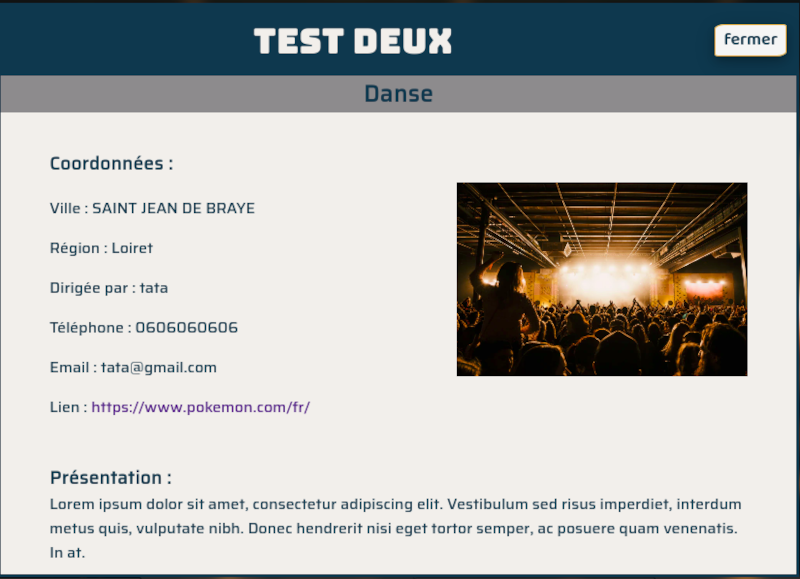 TEST DEUX
fermer
Danse
Coordonnées :
Ville : SAINT JEAN DE BRAYE
Région : Loiret
Dirigée par : tata
Téléphone : 0606060606
Email : tata@gmail.com
Lien : https://www.pokemon.com/fr/
Présentation :
Lorem ipsum dolor sit amet, consectetur adipiscing elit. Vestibulum sed risus imperdiet, interdum
metus quis, vulputate nibh. Donec hendrerit nisi eget tortor semper, ac posuere quam venenatis.
In at.